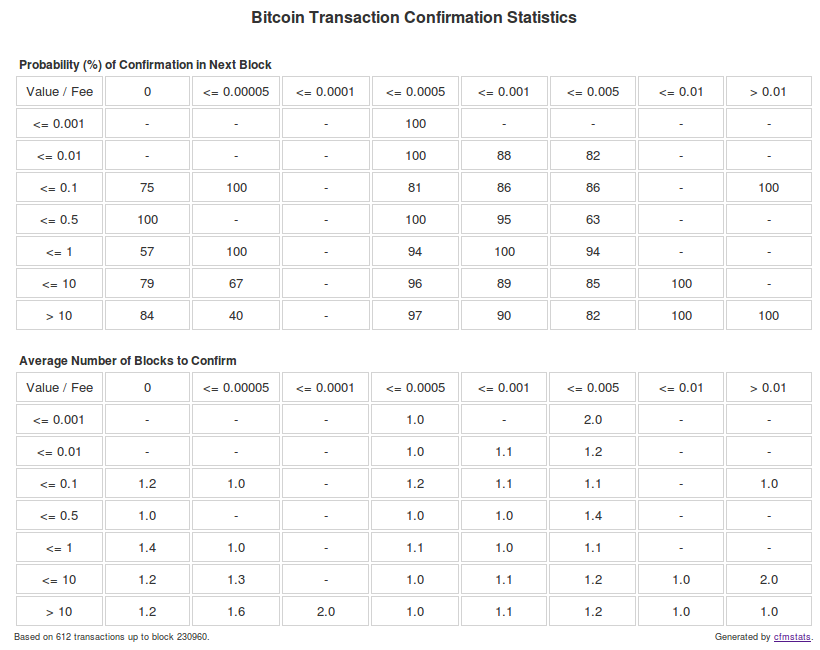 Bitcoin Transaction Confirmation Statistics
Probability (%) of Confirmation in Next Block
Value / Fee 0 <= 0.00005 <= 0.0001 <= 0.0005 <= 0.001 <= 0.005 <= 0.01 > 0.01
<= 0.001 - - - 100 - - - -
<= 0.01 - - - 100 88 82 - -
<= 0.1 75 100 - 81 86 86 - 100
<= 0.5 100 - - 100 95 63 - -
<= 1 57 100 - 94 100 94 - -
<= 10 79 67 - 96 89 85 100 -
> 10 84 40 - 97 90 82 100 100
Average Number of Blocks to Confirm
Value / Fee 0 <= 0.00005 <= 0.0001 <= 0.0005 <= 0.001 <= 0.005 <= 0.01 > 0.01
<= 0.001 - - - 1.0 - 2.0 - -
<= 0.01 - - - 1.0 1.1 1.2 - -
<= 0.1 1.2 1.0 - 1.2 1.1 1.1 - 1.0
<= 0.5 1.0 - - 1.0 1.0 1.4 - -
<= 1 1.4 1.0 - 1.1 1.0 1.1 - -
<= 10 1.2 1.3 - 1.0 1.1 1.2 1.0 2.0
> 10 1.2 1.6 2.0 1.0 1.1 1.2 1.0 1.0
Based on 612 transactions up to block 230960. Generated by cfmstats.